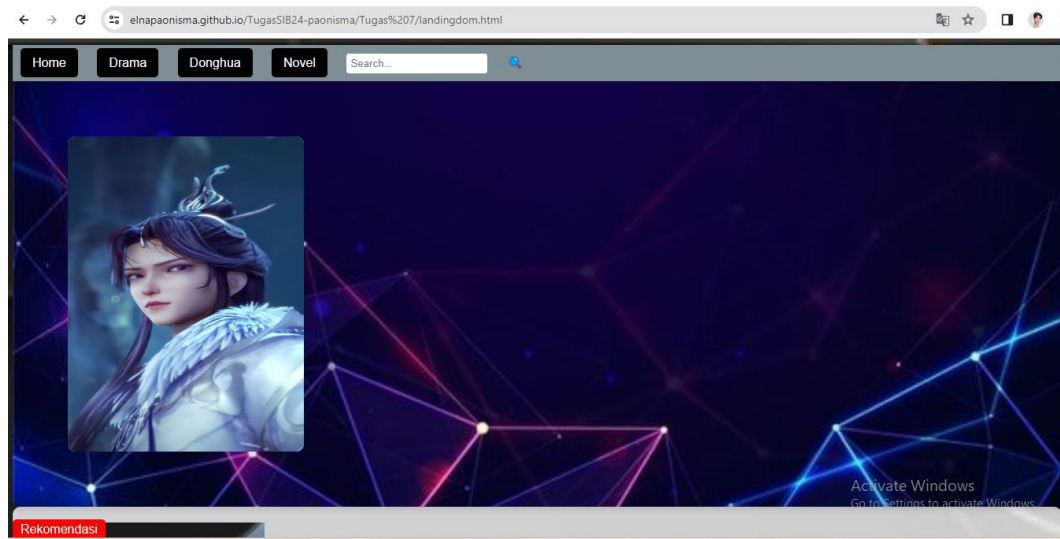 elnapaonisma.github.io/TugasSIB24-paonisma/Tugas%207/landingdom.html
Home Drama Donghua Novel Search...
Activate Windows
Go to Settings to activate Windows.
Rekomendasi